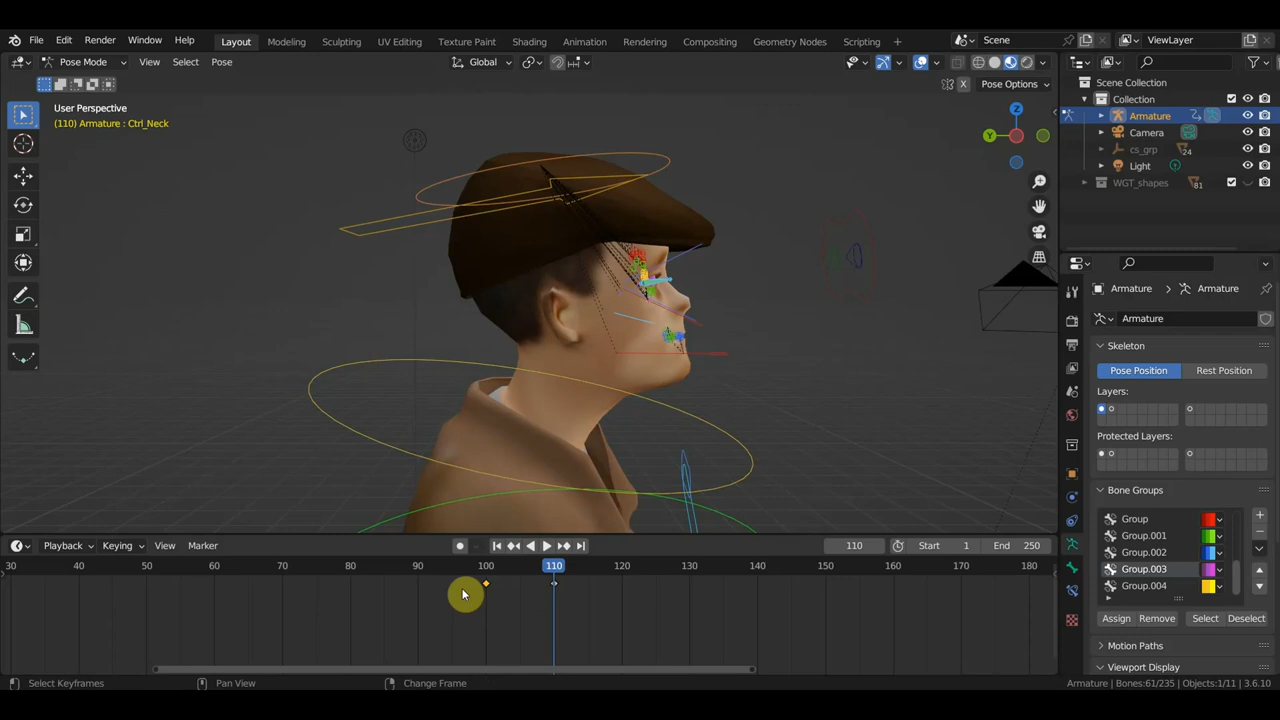 File Edit Render Window Help Layout Modeling Sculpting UV Editing Texture Paint Shading Animation Rendering Compositing Geometry Nodes Scripting + Scene ViewLayer
Pose Mode View Select Pose Global
X Pose Options
User Perspective
(110) Armature : Ctrl_Neck
Z
Y
Scene Collection
Collection
Armature
Camera
cs_grp 24
Light
WGT_shapes 81
Armature > Armature
Armature
Skeleton
Pose Position Rest Position
Layers:
Protected Layers:
Bone Groups
Group
Group.001
Group.002
Group.003
Group.004
Assign Remove Select Deselect
Motion Paths
Viewport Display
Playback Keying View Marker 110 Start 1 End 250
30 40 50 60 70 80 90 100 110 120 130 140 150 160 170 180
Select Keyframes Pan View Change Frame Armature | Bones:61/235 | Objects:1/11 | 3.6.10